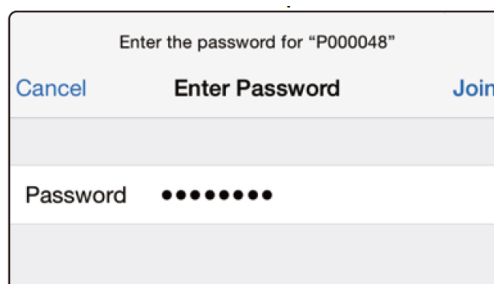 Enter the password for “P000048”
Cancel Enter Password Join
Password ••••••••